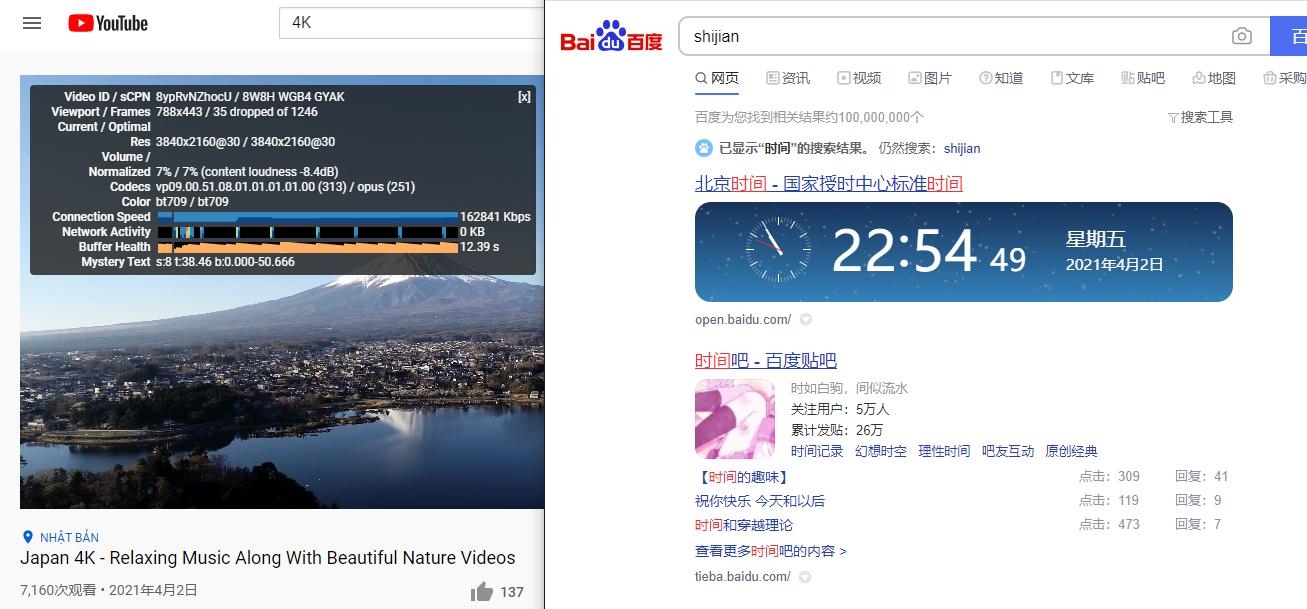 YouTube
4K
Video ID / sCPN 8ypRvNZhocU / 8W8H WGB4 GYAK
[x]
Viewport / Frames 788x443 / 35 dropped of 1246
Current / Optimal
Res 3840x2160@30 / 3840x2160@30
Volume /
Normalized 7% / 7% (content loudness -8.4dB)
Codecs vp09.00.51.08.01.01.01.01.00 (313) / opus (251)
Color bt709 / bt709
Connection Speed 162841 Kbps
Network Activity 0 KB
Buffer Health 12.39 s
Mystery Text s:8 t:38.46 b:0.000-50.666
NHẬT BẢN
Japan 4K - Relaxing Music Along With Beautiful Nature Videos
7,160次观看 • 2021年4月2日
137
Bai du 百度
shijian
百
网页 资讯 视频 图片 知道 文库 贴吧 地图 采购
百度为您找到相关结果约100,000,000个
搜索工具
已显示“时间”的搜索结果。 仍然搜索：shijian
北京时间 - 国家授时中心标准时间
22:54 49
星期五
2021年4月2日
open.baidu.com/
时间吧 - 百度贴吧
时如白驹，间似流水
关注用户：5万人
累计发贴：26万
时间记录 幻想时空 理性时间 吧友互动 原创经典
【时间的趣味】 点击：309 回复：41
祝你快乐 今天和以后 点击：119 回复：9
时间和穿越理论 点击：473 回复：7
查看更多时间吧的内容 >
tieba.baidu.com/